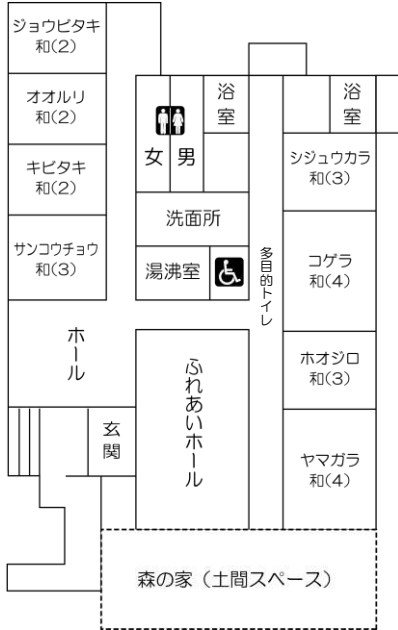 ジョウビタキ
和(2)
オオルリ
和(2)
キビタキ
和(2)
サンコウチョウ
和(3)
ホール
玄関
女
男
浴室
洗面所
湯沸室
多目的トイレ
ふれあいホール
浴室
シジュウカラ
和(3)
コゲラ
和(4)
ホオジロ
和(3)
ヤマガラ
和(4)
森の家（土間スペース）